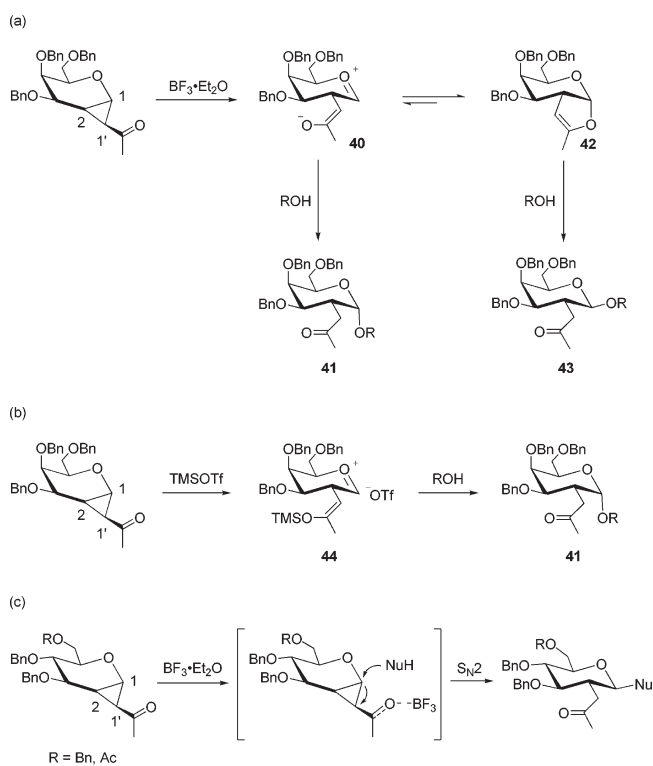 (a)
OBn OBn
O
BnO
1
2
1'
O
BF₃•Et₂O
OBn OBn
O⁺
BnO
⁻O
40
OBn OBn
O
BnO
O
42
ROH
ROH
OBn OBn
O
BnO
O
OR
41
OBn OBn
O
BnO
OR
O
43
(b)
OBn OBn
O
BnO
1
2
1'
O
TMSOTf
OBn OBn
O⁺
BnO
⁻OTf
TMSO
44
ROH
OBn OBn
O
BnO
O
OR
41
(c)
RO
BnO
O
BnO
1
2
1'
O
R = Bn, Ac
BF₃•Et₂O
RO
BnO
O
NuH
BnO
O--BF₃
S_N2
RO
BnO
O
BnO
Nu
O